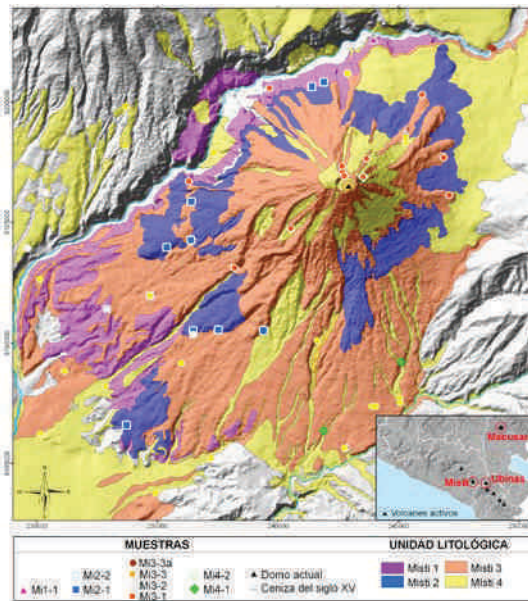 Macusari
Misti
Ubinas
Volcanes activos
MUESTRAS
UNIDAD LITOLÓGICA
Mi1-1
Mi2-2
Mi2-1
Mi3-3a
Mi3-3
Mi3-2
Mi3-1
Mi4-2
Mi4-1
Domo actual
Ceniza del siglo XV
Misti 1
Misti 2
Misti 3
Misti 4